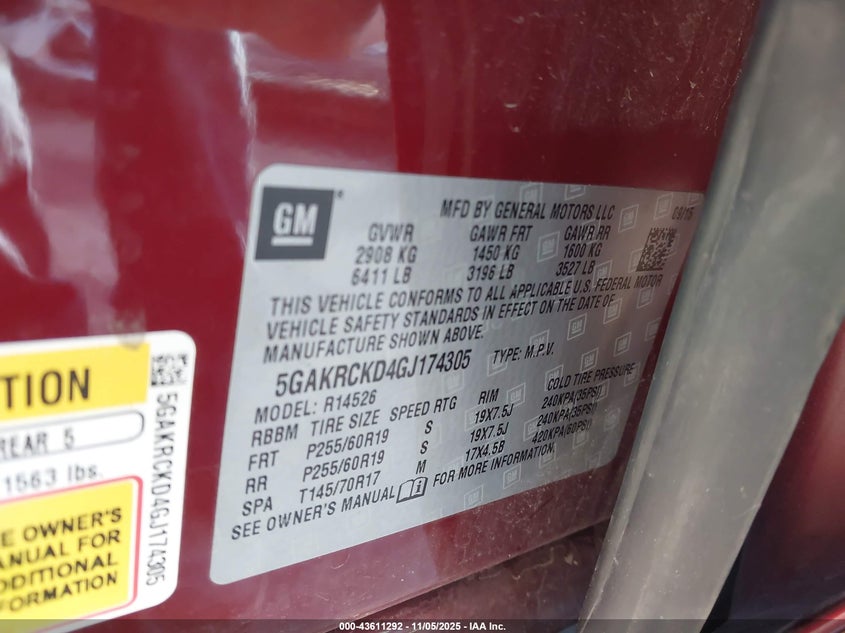 GM®
MFD BY GENERAL MOTORS LLC 09/15
GVWR GAWR FRT GAWR RR
2908 KG 1450 KG 1600 KG
6411 LB 3196 LB 3527 LB
THIS VEHICLE CONFORMS TO ALL APPLICABLE U.S. FEDERAL MOTOR
VEHICLE SAFETY STANDARDS IN EFFECT ON THE DATE OF
MANUFACTURE SHOWN ABOVE.
5GAKRCKD4GJ174305 TYPE: M.P.V.
MODEL: R14526
RBBM TIRE SIZE SPEED RTG RIM COLD TIRE PRESSURE
FRT P255/60R19 S 19X7.5J 240KPA(35PSI)
RR P255/60R19 S 19X7.5J 240KPA(35PSI)
SPA T145/70R17 M 17X4.5B 420KPA(60PSI)
SEE OWNER'S MANUAL FOR MORE INFORMATION.
TION
REAR 5
1563 lbs.
EE OWNER'S
ANUAL FOR
DDITIONAL
FORMATION
5GAKRCKD4GJ174305
000-43611292 - 11/05/2025 - IAA Inc.